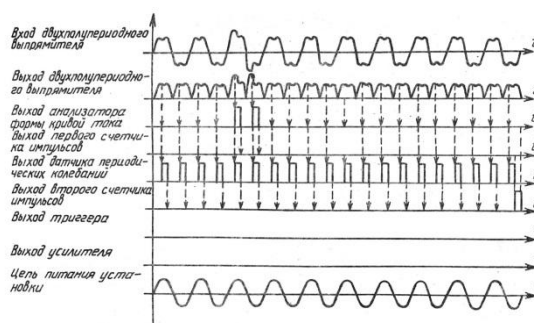 Вход двухполупериодного
выпрямителя
Выход двухполупериодно-
го выпрямителя
Выход анализатора
формы кривой тока
Выход первого счетчи-
ка импульсов
Выход датчика периоди-
ческих колебаний
Выход второго счетчика
импульсов
Выход триггера
Выход усилителя
Цепь питания уста-
новки